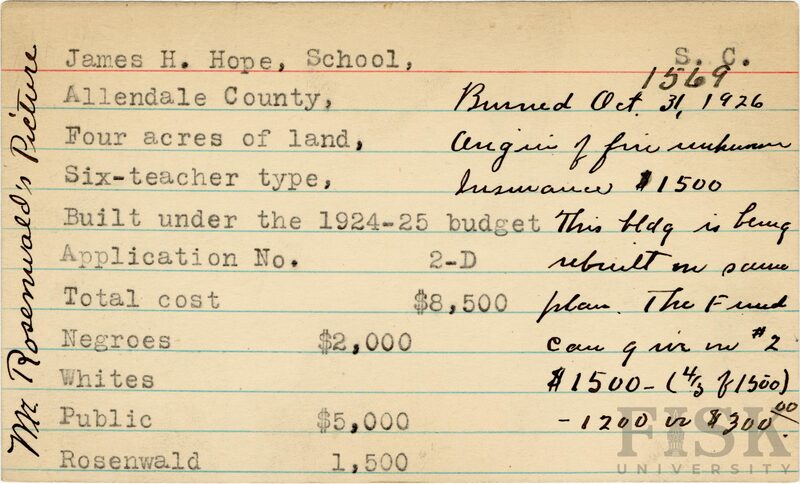 Mr. Rosenwald's Picture
James H. Hope, School, S. C.
1569
Allendale County,
Four acres of land,
Six-teacher type,
Built under the 1924-25 budget
Application No. 2-D
Total cost $8,500
Negroes $2,000
Whites
Public $5,000
Rosenwald 1,500
Burned Oct. 31, 1926
Origin of fire unknown
Insurance $1500
This bldg is being
rebuilt on same
plan. The Fund
can give on #2
$1500-(4/5 of 1500)
-1200 or $300.00
FISK
UNIVERSITY